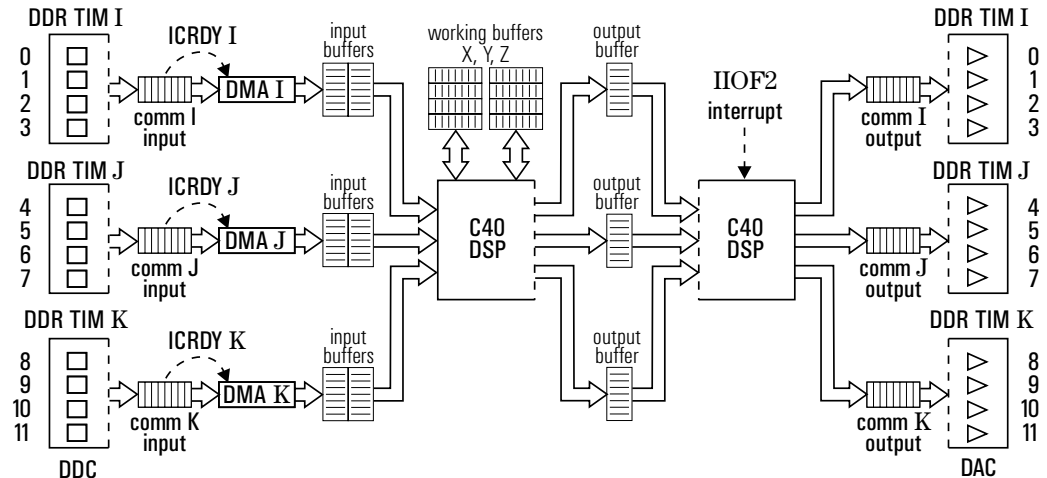 DDR TIM I
0
1
2
3
ICRDY I
comm I
input
DMA I
input
buffers
working buffers
X, Y, Z
output
buffer
IIOF2
interrupt
comm I
output
DDR TIM I
0
1
2
3
DDR TIM J
4
5
6
7
ICRDY J
comm J
input
DMA J
input
buffers
C40
DSP
output
buffer
C40
DSP
comm J
output
DDR TIM J
4
5
6
7
DDR TIM K
8
9
10
11
DDC
ICRDY K
comm K
input
DMA K
input
buffers
output
buffer
comm K
output
DDR TIM K
8
9
10
11
DAC